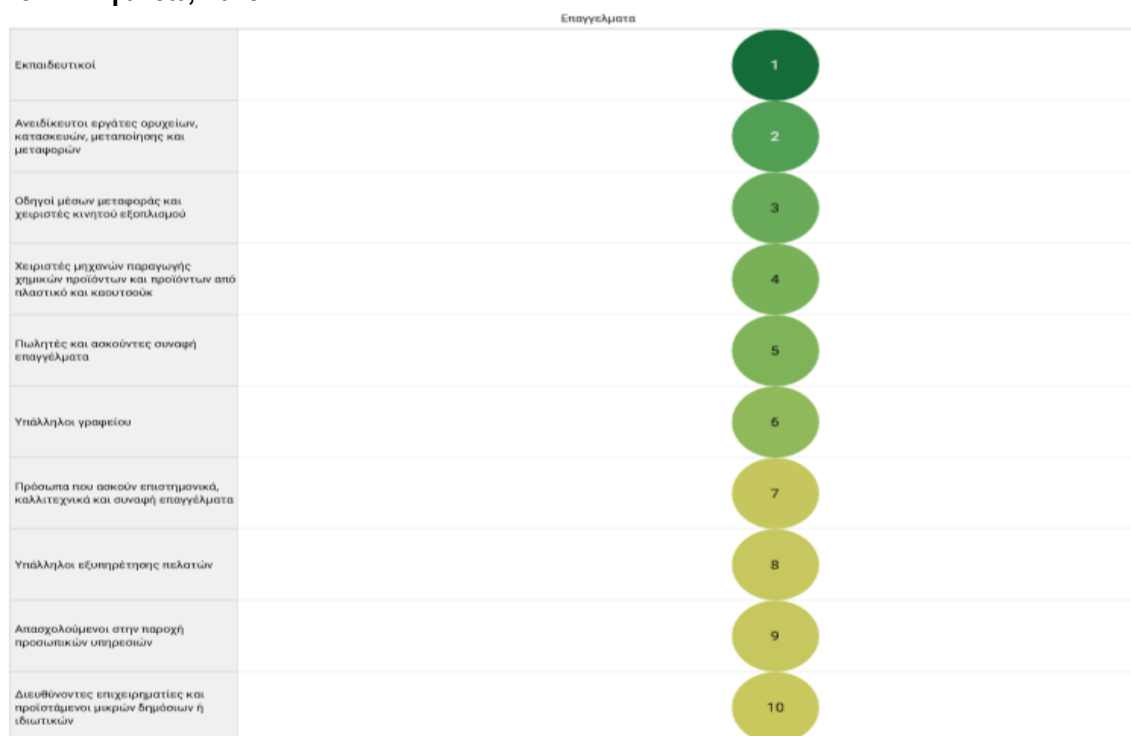 Επαγγέλματα
Εκπαιδευτικοί
1
Ανειδίκευτοι εργάτες ορυχείων,
κατασκευών, μεταποίησης και
μεταφορών
2
Οδηγοί μέσων μεταφοράς και
χειριστές κινητού εξοπλισμού
3
Χειριστές μηχανών παραγωγής
χημικών προϊόντων και προϊόντων από
πλαστικό και καουτσούκ
4
Πωλητές και ασκούντες συναφή
επαγγέλματα
5
Υπάλληλοι γραφείου
6
Πρόσωπα που ασκούν επιστημονικά,
καλλιτεχνικά και συναφή επαγγέλματα
7
Υπάλληλοι εξυπηρέτησης πελατών
8
Απασχολούμενοι στην παροχή
προσωπικών υπηρεσιών
9
Διευθύνοντες επιχειρηματίες και
προϊστάμενοι μικρών δημόσιων ή
ιδιωτικών
10